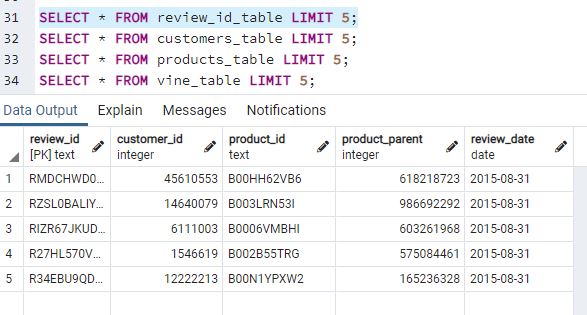 31 SELECT * FROM review_id_table LIMIT 5;
32 SELECT * FROM customers_table LIMIT 5;
33 SELECT * FROM products_table LIMIT 5;
34 SELECT * FROM vine_table LIMIT 5;
Data Output Explain Messages Notifications
review_id customer_id product_id product_parent review_date
[PK] text integer text integer date
1 RMDCHWD0... 45610553 B00HH62VB6 618218723 2015-08-31
2 RZSL0BALIY... 14640079 B003LRN53I 986692292 2015-08-31
3 RIZR67JKUD... 6111003 B0006VMBHI 603261968 2015-08-31
4 R27HL570V... 1546619 B002B55TRG 575084461 2015-08-31
5 R34EBU9QD... 12222213 B00N1YPXW2 165236328 2015-08-31